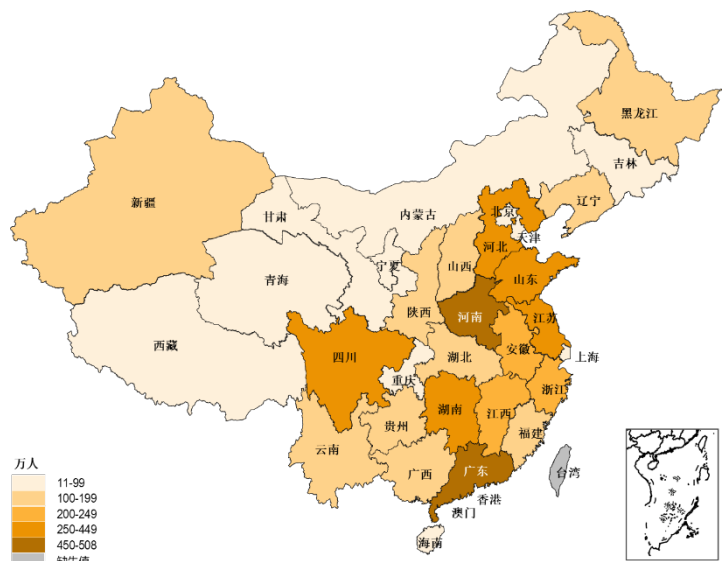 黑龙江
吉林
新疆
辽宁
甘肃
内蒙古
北京
天津
宁夏
河北
山西
青海
山东
陕西
河南
江苏
西藏
四川
湖北
安徽
上海
重庆
浙江
湖南
江西
贵州
福建
云南
广西
广东
台湾
香港
澳门
海南
万人
11-99
100-199
200-249
250-449
450-508
缺失值